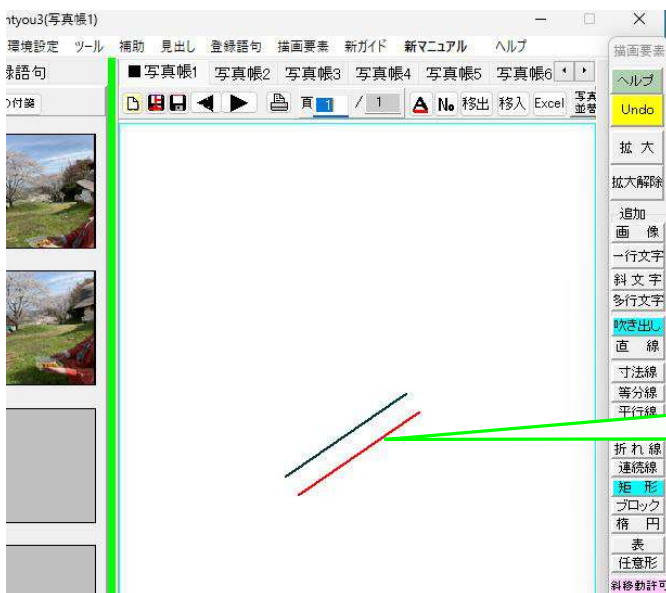 ntyou3(写真帳1)
環境設定 ツール 補助 見出し 登録語句 描画要素 新ガイド 新マニュアル ヘルプ
録語句
■写真帳1 写真帳2 写真帳3 写真帳4 写真帳5 写真帳6
の付箋
頁 1 / 1 A No 移出 移入 Excel 写真
並替
描画要素
ヘルプ
Undo
拡 大
拡大解除
追加
画 像
一行文字
斜 文 字
多行文字
吹き出し
直 線
寸法線
等分線
平行線
折 れ 線
連続線
矩 形
ブロック
楕 円
表
任意形
斜移動許可